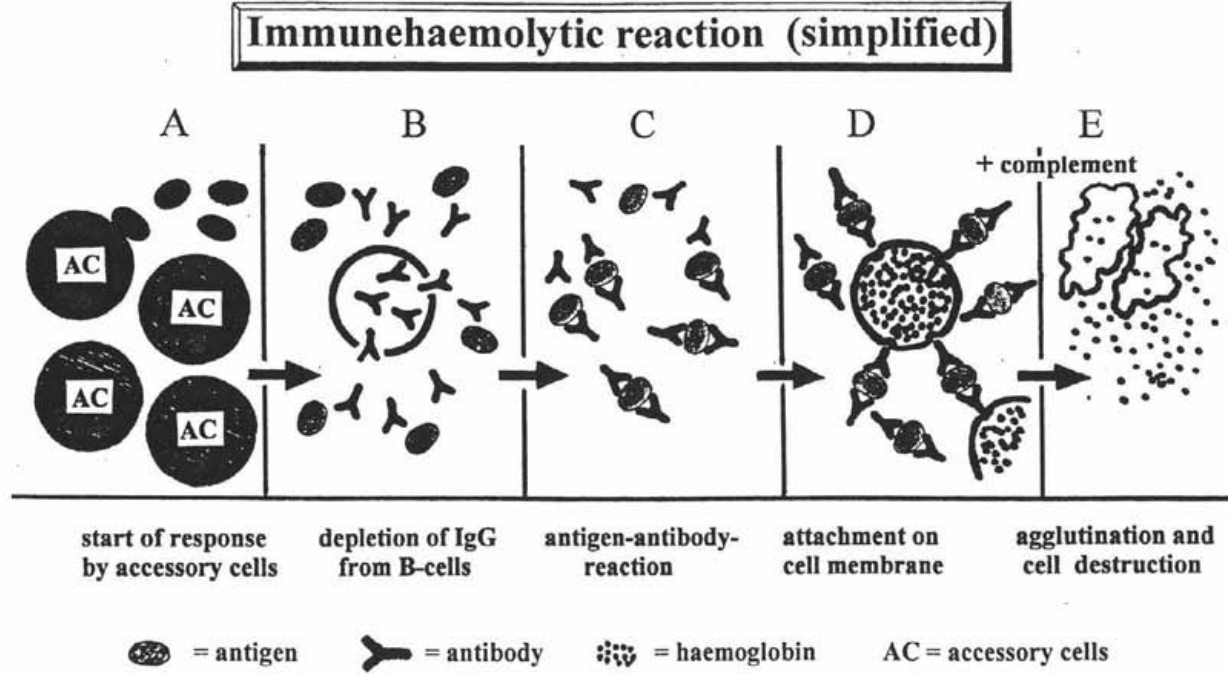 Immunehaemolytic reaction (simplified)
A B C D E
+ complement
AC
AC
AC
AC
start of response
by accessory cells
depletion of IgG
from B-cells
antigen-antibody-
reaction
attachment on
cell membrane
agglutination and
cell destruction
= antigen = antibody = haemoglobin AC = accessory cells